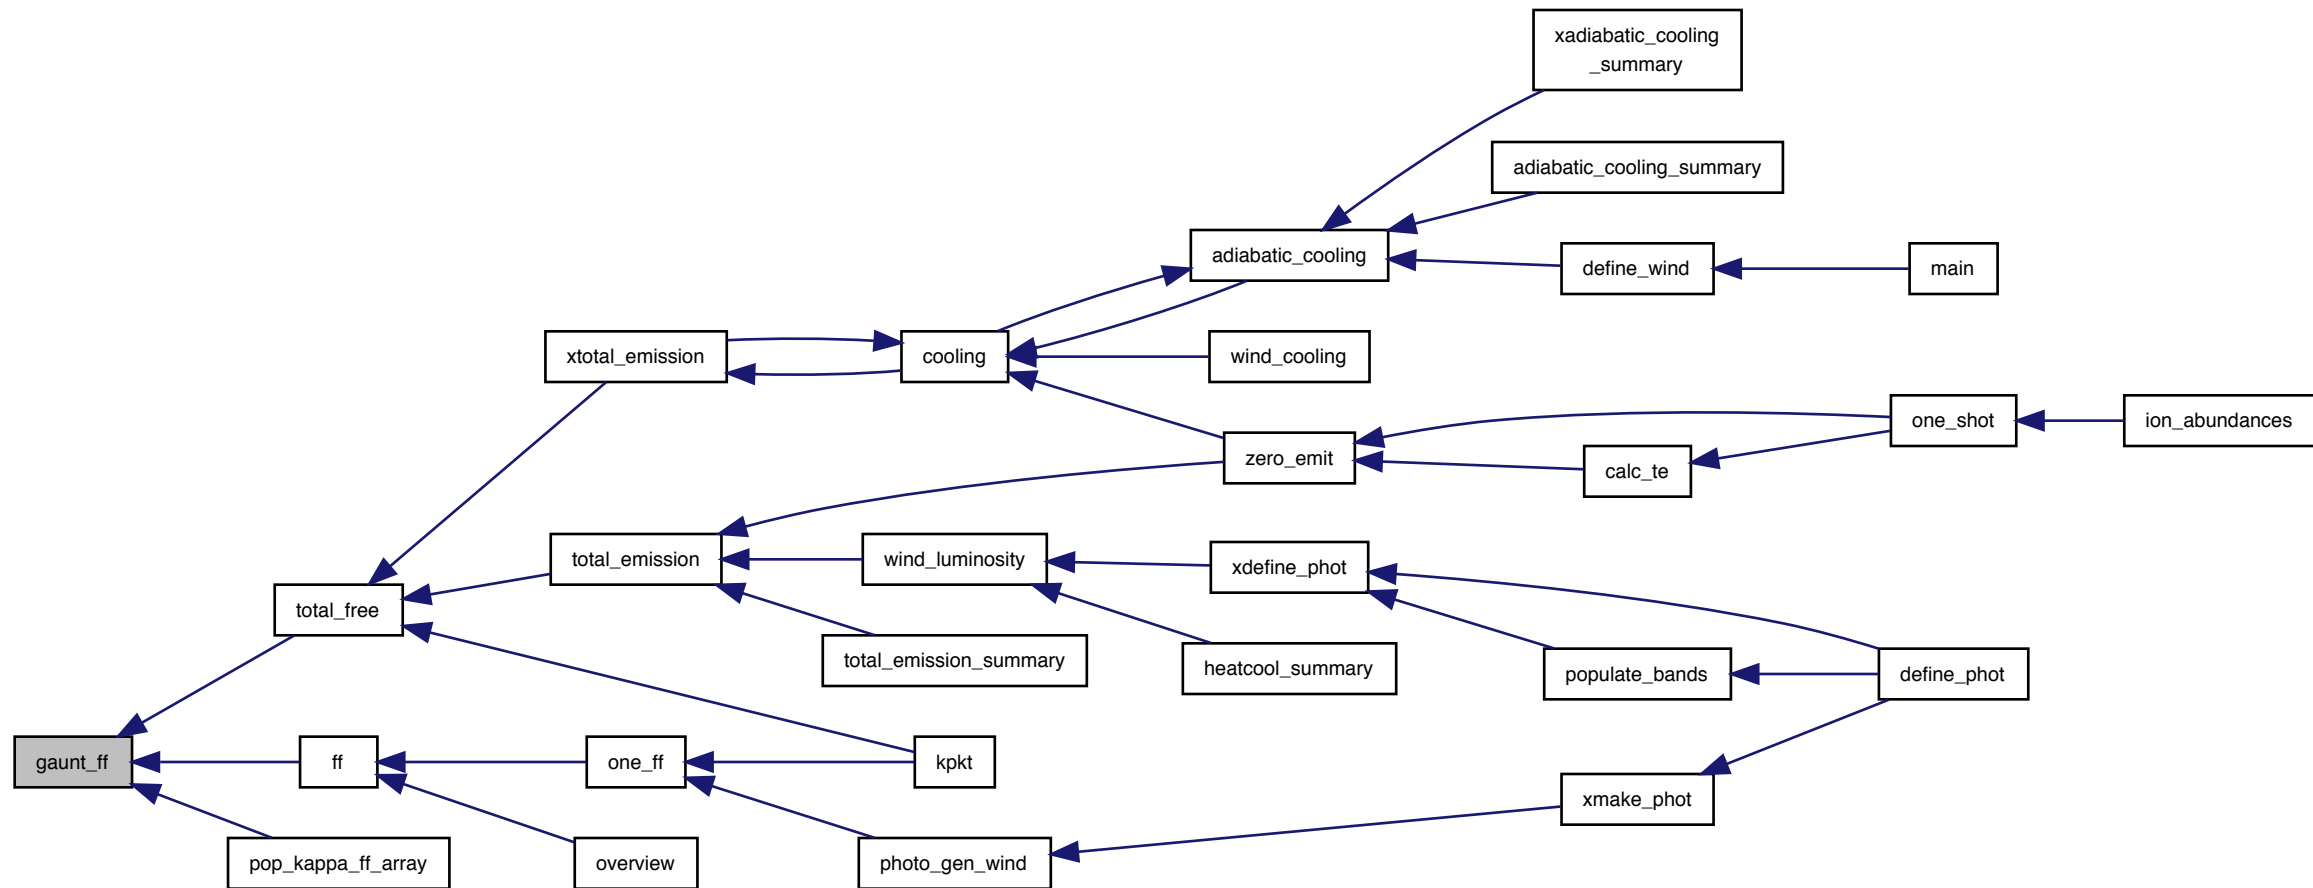 xadiabatic_cooling
_summary
adiabatic_cooling_summary
adiabatic_cooling
define_wind
main
xtotal_emission
cooling
wind_cooling
one_shot
ion_abundances
zero_emit
calc_te
total_emission
wind_luminosity
xdefine_phot
total_free
total_emission_summary
heatcool_summary
populate_bands
define_phot
gaunt_ff
ff
one_ff
kpkt
xmake_phot
pop_kappa_ff_array
overview
photo_gen_wind